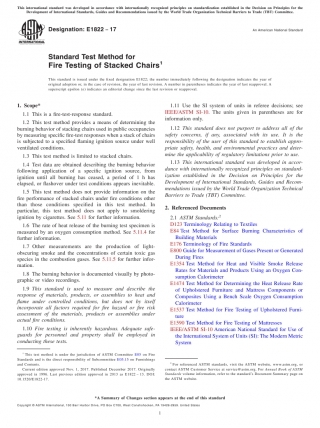 This international standard was developed in accordance with internationally recognized principles on standardization established in the Decision on Principles for the
Development of International Standards, Guides and Recommendations issued by the World Trade Organization Technical Barriers to Trade (TBT) Committee.
Designation: E1822 − 17
An American National Standard
ASTM
INTERNATIONAL
Standard Test Method for
Fire Testing of Stacked Chairs1
This standard is issued under the fixed designation E1822; the number immediately following the designation indicates the year of
original adoption or, in the case of revision, the year of last revision. A number in parentheses indicates the year of last reapproval. A
superscript epsilon (ε) indicates an editorial change since the last revision or reapproval.
1. Scope*
1.1 This is a fire-test-response standard.
1.2 This test method provides a means of determining the
burning behavior of stacking chairs used in public occupancies
by measuring specific fire-test responses when a stack of chairs
is subjected to a specified flaming ignition source under well
ventilated conditions.
1.3 This test method is limited to stacked chairs.
1.4 Test data are obtained describing the burning behavior
following application of a specific ignition source, from
ignition until all burning has ceased, a period of 1 h has
elapsed, or flashover under test conditions appears inevitable.
1.5 This test method does not provide information on the
fire performance of stacked chairs under fire conditions other
than those conditions specified in this test method. In
particular, this test method does not apply to smoldering
ignition by cigarettes. See 5.11 for further information.
1.6 The rate of heat release of the burning test specimen is
measured by an oxygen consumption method. See 5.11.4 for
further information.
1.7 Other measurements are the production of light-
obscuring smoke and the concentrations of certain toxic gas
species in the combustion gases. See 5.11.5 for further infor-
mation.
1.8 The burning behavior is documented visually by photo-
graphic or video recordings.
1.9 This standard is used to measure and describe the
response of materials, products, or assemblies to heat and
flame under controlled conditions, but does not by itself
incorporate all factors required for fire hazard or fire risk
assessment of the materials, products or assemblies under
actual fire conditions.
1.10 Fire testing is inherently hazardous. Adequate safe-
guards for personnel and property shall be employed in
conducting these tests.
1 This test method is under the jurisdiction of ASTM Committee E05 on Fire
Standards and is the direct responsibility of Subcommittee E05.15 on Furnishings
and Contents.
Current edition approved Nov. 1, 2017. Published December 2017. Originally
approved in 1998. Last previous edition approved in 2015 as E1822 – 15. DOI:
10.1520/E1822-17.
1.11 Use the SI system of units in referee decisions; see
IEEE/ASTM SI-10. The units given in parentheses are for
information only.
1.12 This standard does not purport to address all of the
safety concerns, if any, associated with its use. It is the
responsibility of the user of this standard to establish appro-
priate safety, health, and environmental practices and deter-
mine the applicability of regulatory limitations prior to use.
1.13 This international standard was developed in accor-
dance with internationally recognized principles on standard-
ization established in the Decision on Principles for the
Development of International Standards, Guides and Recom-
mendations issued by the World Trade Organization Technical
Barriers to Trade (TBT) Committee.
2. Referenced Documents
2.1 ASTM Standards:2
D123 Terminology Relating to Textiles
E84 Test Method for Surface Burning Characteristics of
Building Materials
E176 Terminology of Fire Standards
E800 Guide for Measurement of Gases Present or Generated
During Fires
E1354 Test Method for Heat and Visible Smoke Release
Rates for Materials and Products Using an Oxygen Con-
sumption Calorimeter
E1474 Test Method for Determining the Heat Release Rate
of Upholstered Furniture and Mattress Components or
Composites Using a Bench Scale Oxygen Consumption
Calorimeter
E1537 Test Method for Fire Testing of Upholstered Furni-
ture
E1590 Test Method for Fire Testing of Mattresses
IEEE/ASTM SI-10 American National Standard for Use of
the International System of Units (SI): The Modern Metric
System
2 For referenced ASTM standards, visit the ASTM website, www.astm.org, or
contact ASTM Customer Service at service@astm.org. For Annual Book of ASTM
Standards volume information, refer to the standard's Document Summary page on
the ASTM website.
*A Summary of Changes section appears at the end of this standard
Copyright © ASTM International, 100 Barr Harbor Drive, PO Box C700, West Conshohocken, PA 19428-2959. United States
1